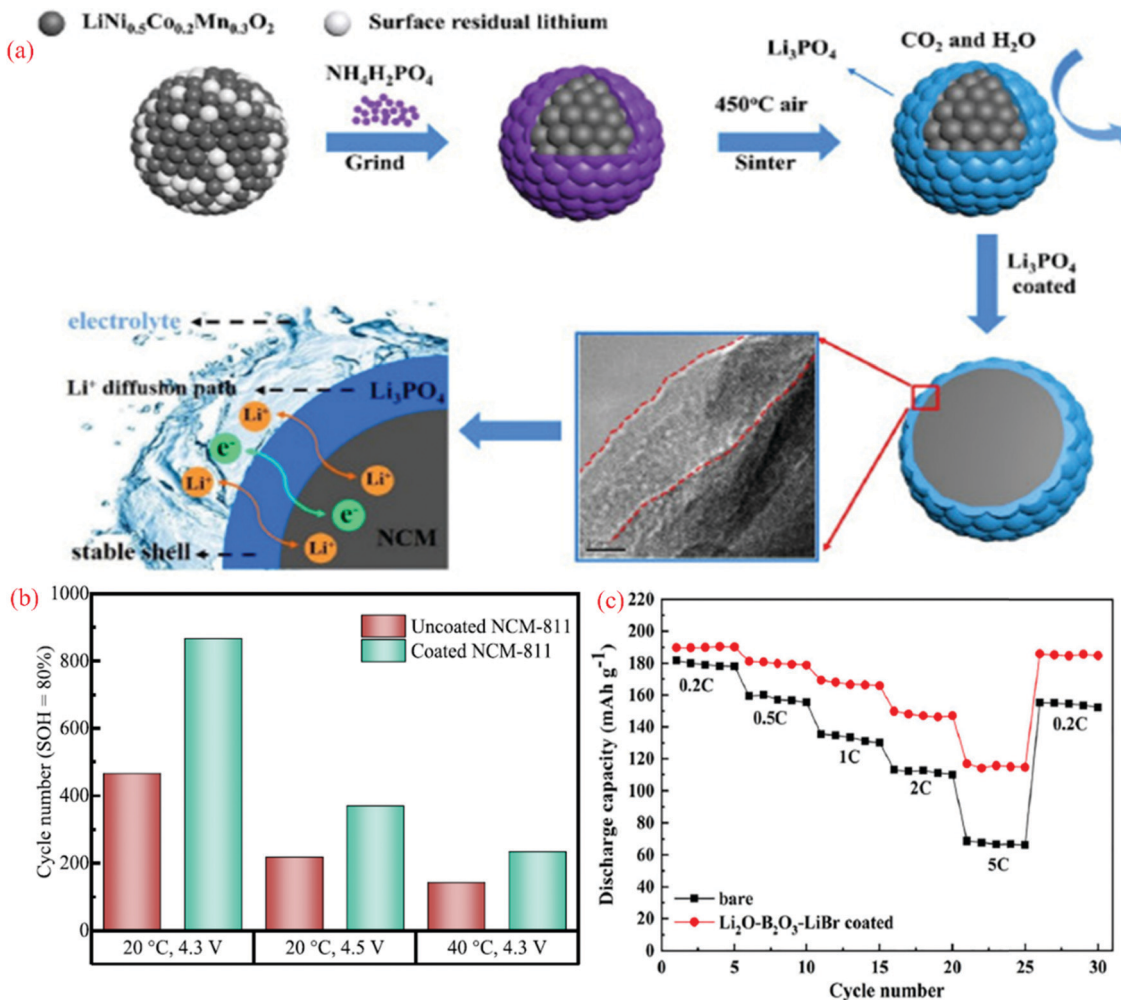 LiNi₀.₅Co₀.₂Mn₀.₃O₂
Surface residual lithium
(a)
NH₄H₂PO₄
Grind
450°C air
Sinter
Li₃PO₄
CO₂ and H₂O
Li₃PO₄
coated
electrolyte
Li⁺ diffusion path
Li₃PO₄
Li⁺
e⁻
Li⁺
Li⁺
e⁻
Li⁺
NCM
stable shell
(b)
Cycle number (SOH = 80%)
1000
800
600
400
200
0
Uncoated NCM-811
Coated NCM-811
20 °C, 4.3 V
20 °C, 4.5 V
40 °C, 4.3 V
(c)
Discharge capacity (mAh g⁻¹)
220
200
180
160
140
120
100
80
60
40
20
0
0.2C
0.5C
1C
2C
5C
0.2C
bare
Li₂O-B₂O₃-LiBr coated
0
5
10
15
20
25
30
Cycle number